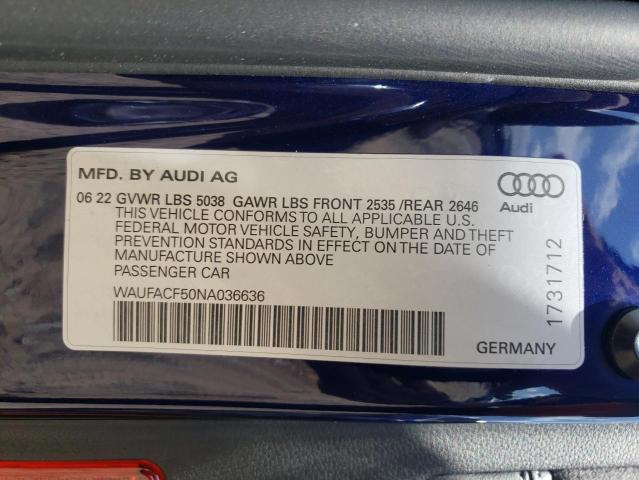 MFD. BY AUDI AG
06 22 GVWR LBS 5038 GAWR LBS FRONT 2535 /REAR 2646
THIS VEHICLE CONFORMS TO ALL APPLICABLE U.S.
FEDERAL MOTOR VEHICLE SAFETY, BUMPER AND THEFT
PREVENTION STANDARDS IN EFFECT ON THE DATE OF
MANUFACTURE SHOWN ABOVE
PASSENGER CAR
WAUFACF50NA036636
Audi
1731712
GERMANY